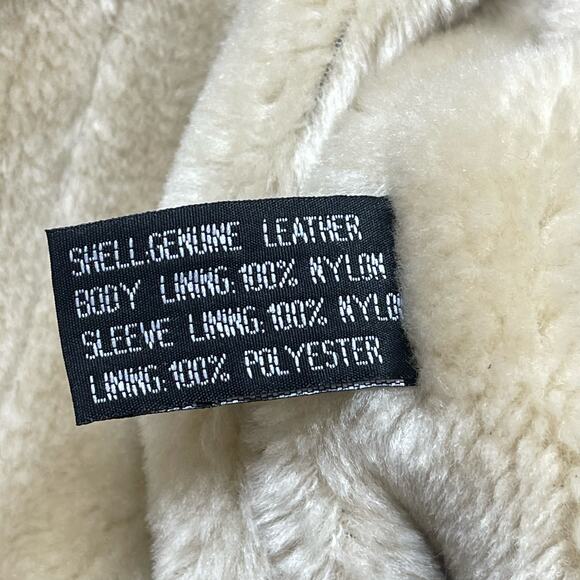 SHELL.GENUINE LEATHER
BODY LINING. 100% NYLON
SLEEVE LINING. 100% NYLON
LINING. 100% POLYESTER